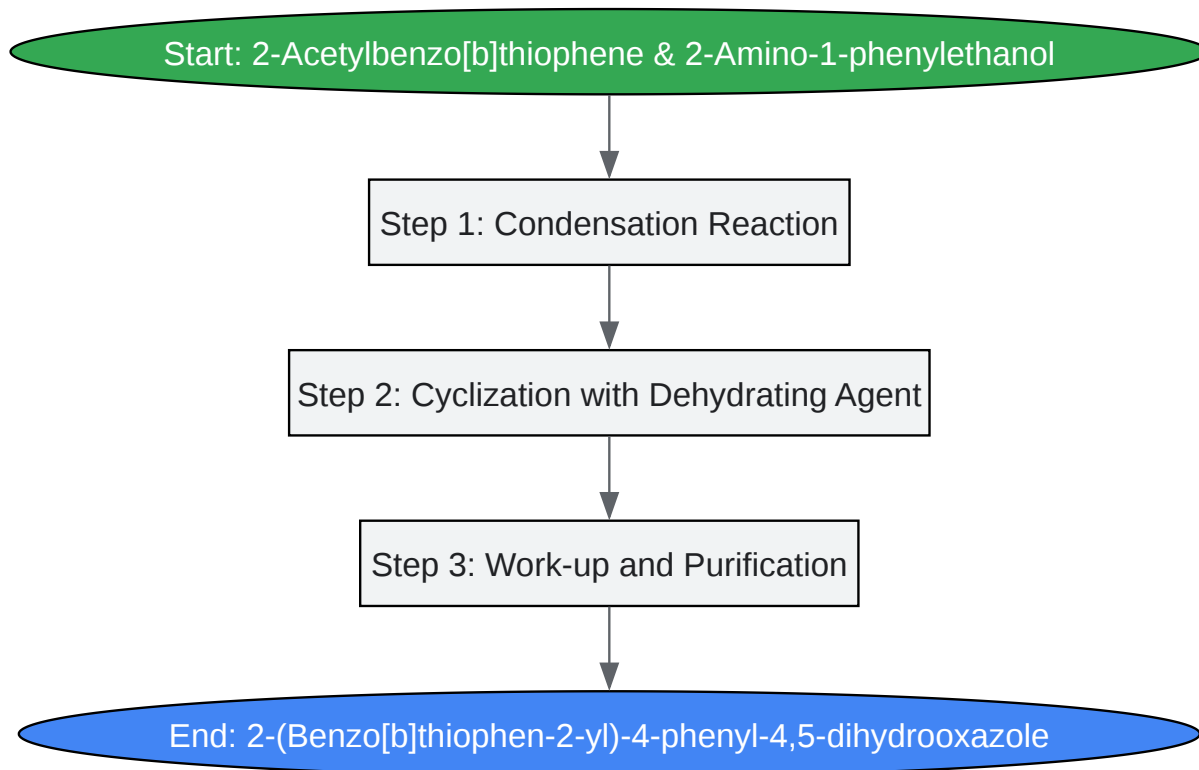 Start: 2-Acetylbenzo[b]thiophene & 2-Amino-1-phenylethanol
Step 1: Condensation Reaction
Step 2: Cyclization with Dehydrating Agent
Step 3: Work-up and Purification
End: 2-(Benzo[b]thiophen-2-yl)-4-phenyl-4,5-dihydrooxazole